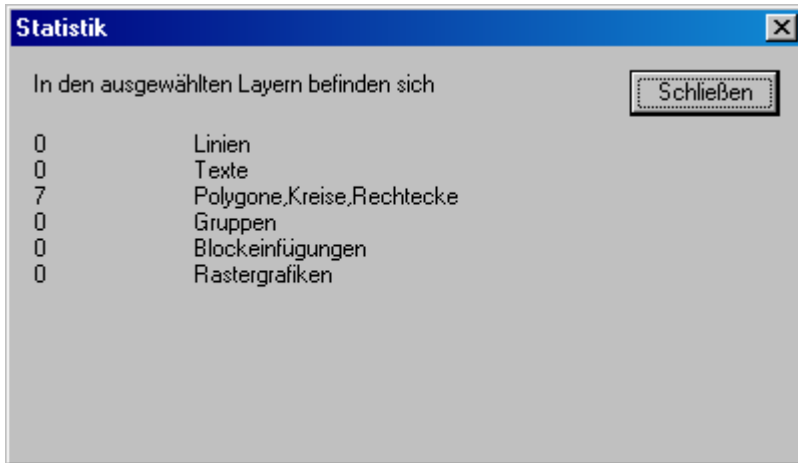 Statistik
In den ausgewählten Layern befinden sich
Schließen
0 Linien
0 Texte
7 Polygone,Kreise,Rechtecke
0 Gruppen
0 Blockeinfügungen
0 Rastergrafiken